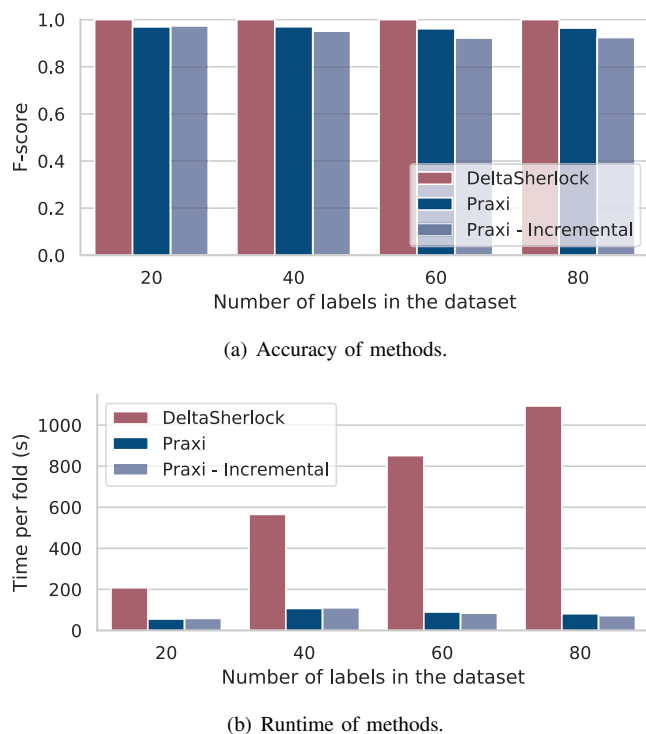 1.0
0.8
0.6
0.4
0.2
0.0
F-score
DeltaSherlock
Praxi
Praxi - Incremental
20 40 60 80
Number of labels in the dataset
(a) Accuracy of methods.
1000
800
600
400
200
0
Time per fold (s)
DeltaSherlock
Praxi
Praxi - Incremental
20 40 60 80
Number of labels in the dataset
(b) Runtime of methods.